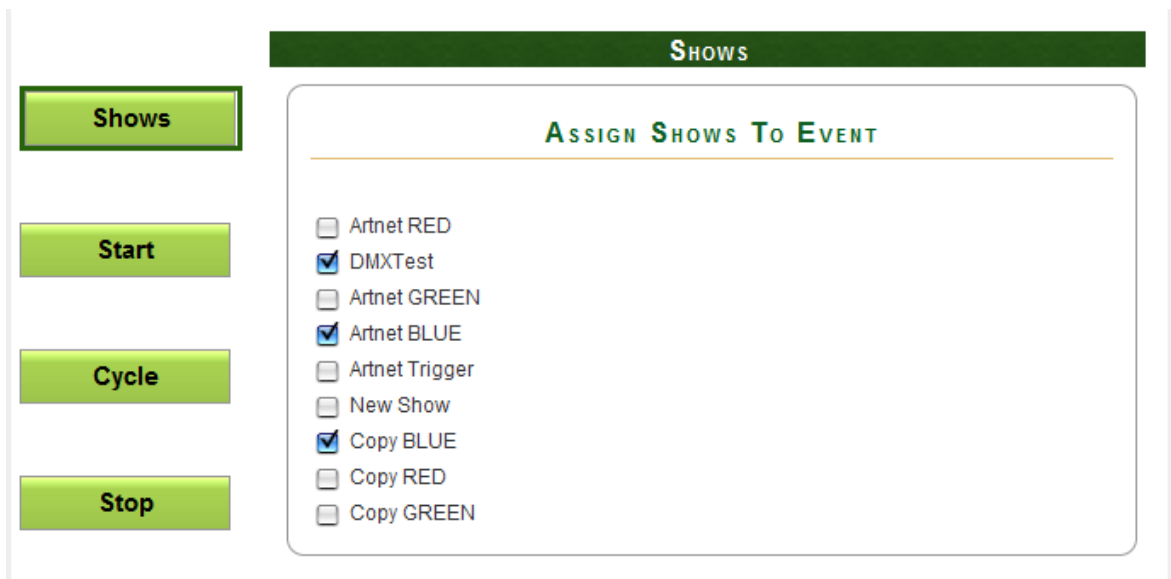 Shows
Shows
Assign Shows To Event
Artnet RED
Start
DMXTest
Artnet GREEN
Artnet BLUE
Cycle
Artnet Trigger
New Show
Copy BLUE
Copy RED
Stop
Copy GREEN